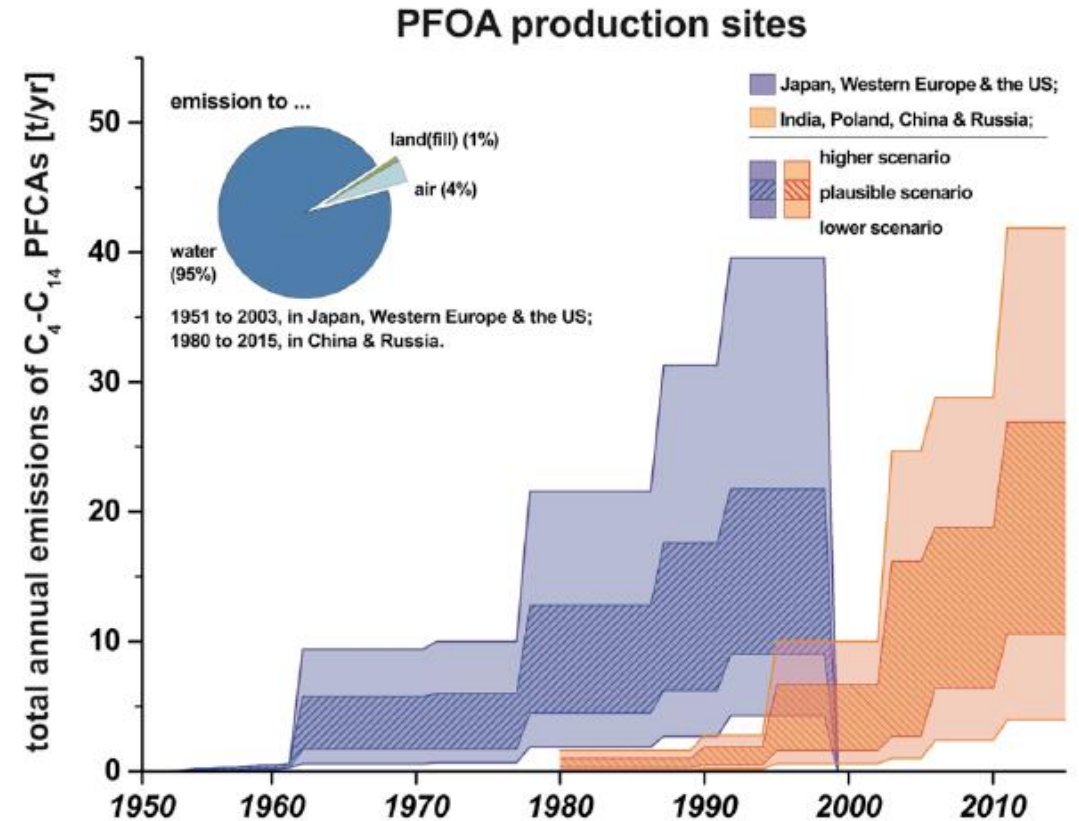 PFOA production sites
total annual emissions of C4-C14 PFCAs [t/yr]
50
40
30
20
10
0
emission to ...
land(fill) (1%)
air (4%)
water
(95%)
1951 to 2003, in Japan, Western Europe & the US;
1980 to 2015, in China & Russia.
Japan, Western Europe & the US;
India, Poland, China & Russia;
higher scenario
plausible scenario
lower scenario
1950 1960 1970 1980 1990 2000 2010